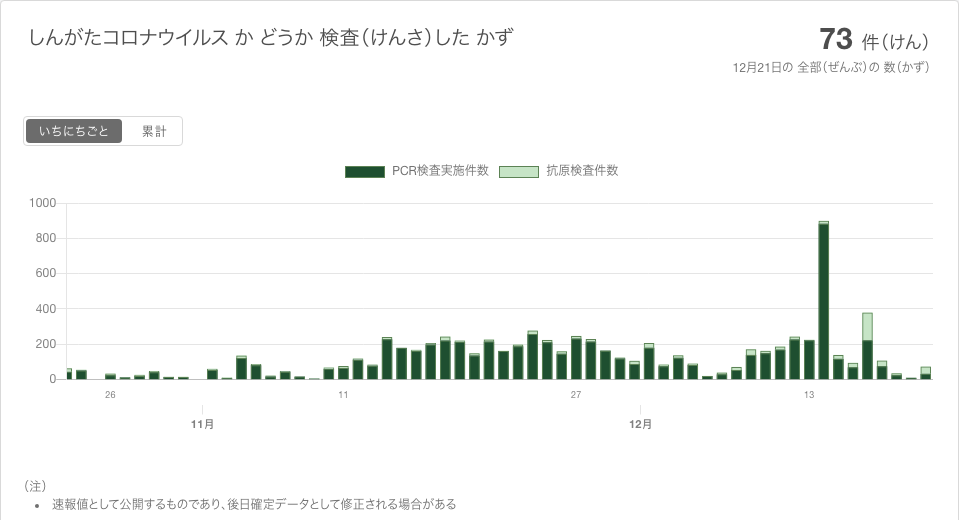 しんがたコロナウイルス か どうか 検査（けんさ）した かず
73 件（けん）
12月21日の 全部（ぜんぶ）の 数（かず）
いちにちごと 累計
PCR検査実施件数 抗原検査件数
1000
800
600
400
200
0
26 11 27 13
11月 12月
（注）
• 速報値として公開するものであり、後日確定データとして修正される場合がある